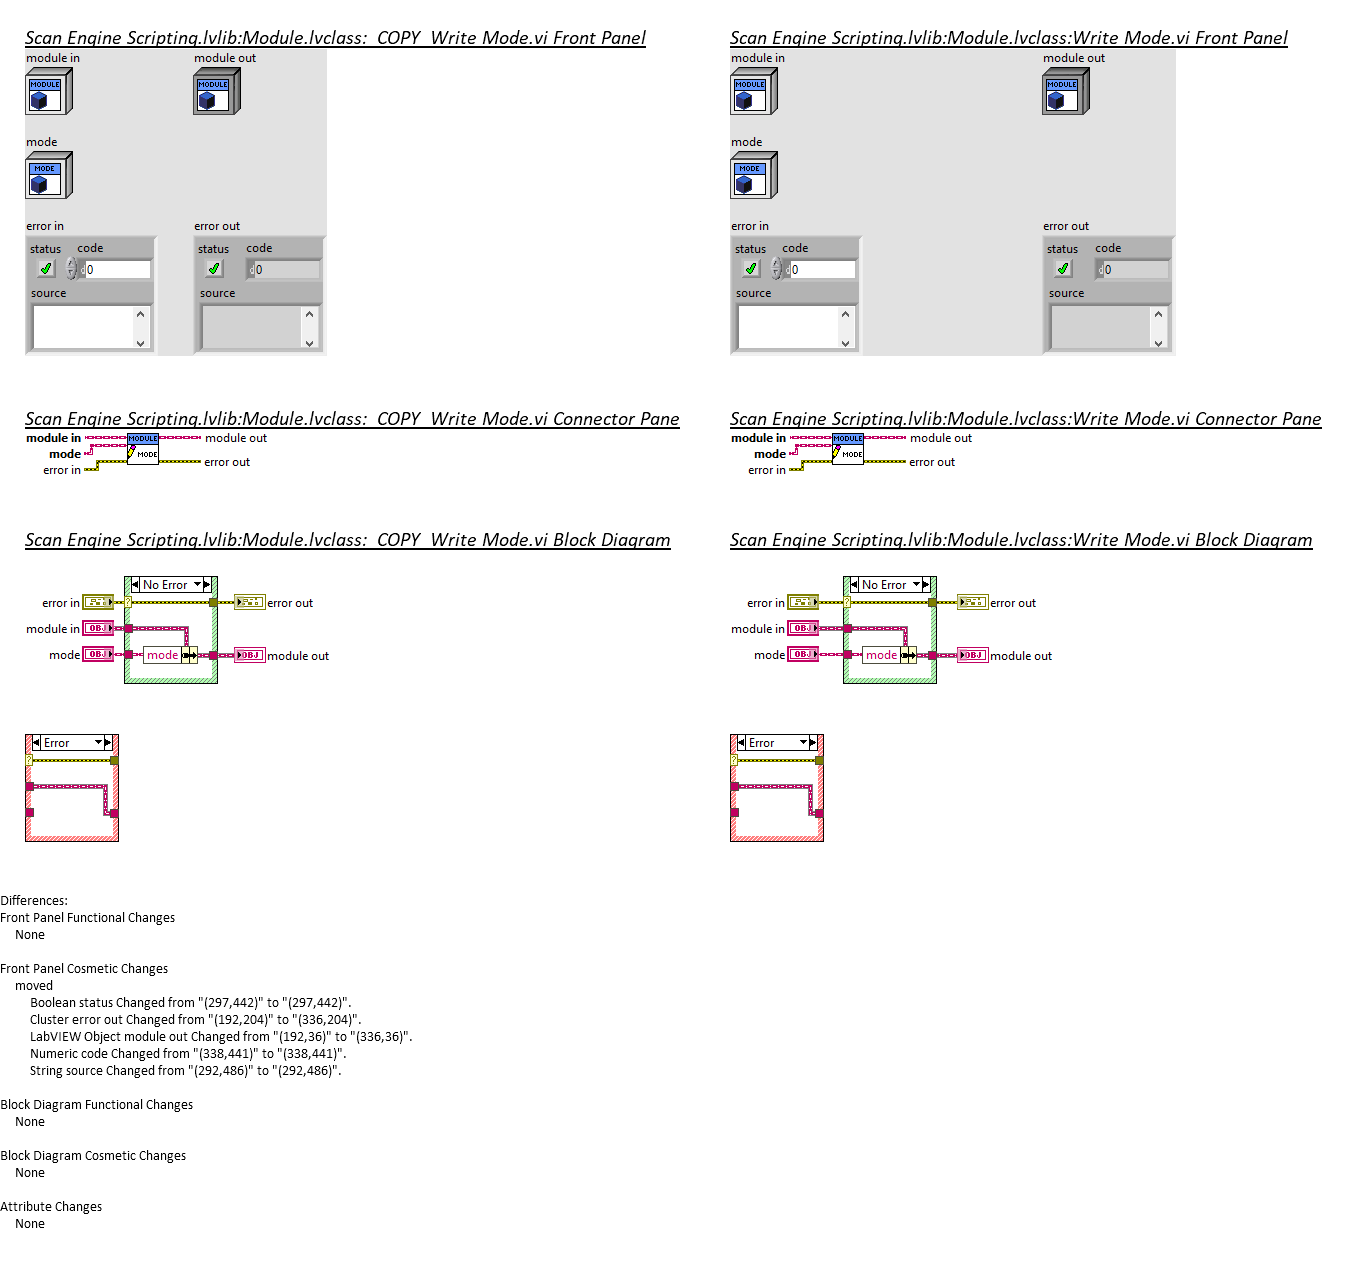 Scan Engine Scripting.lvlib:Module.lvclass:_COPY_Write Mode.vi Front Panel
module in
module out
MODULE
MODULE
mode
MODE
error in
error out
status
code
status
code
0
0
source
source
Scan Engine Scripting.lvlib:Module.lvclass:Write Mode.vi Front Panel
module in
module out
MODULE
MODULE
mode
MODE
error in
error out
status
code
status
code
0
0
source
source
Scan Engine Scripting.lvlib:Module.lvclass:_COPY_Write Mode.vi Connector Pane
module in
mode
error in
MODULE
MODE
module out
error out
Scan Engine Scripting.lvlib:Module.lvclass:Write Mode.vi Connector Pane
module in
mode
error in
MODULE
MODE
module out
error out
Scan Engine Scripting.lvlib:Module.lvclass:_COPY_Write Mode.vi Block Diagram
No Error
error in
?
error out
module in
OBJ
mode
OBJ
mode
OBJ
module out
Error
?
Scan Engine Scripting.lvlib:Module.lvclass:Write Mode.vi Block Diagram
No Error
error in
?
error out
module in
OBJ
mode
OBJ
mode
OBJ
module out
Error
?
Differences:
Front Panel Functional Changes
None
Front Panel Cosmetic Changes
moved
Boolean status Changed from "(297,442)" to "(297,442)".
Cluster error out Changed from "(192,204)" to "(336,204)".
LabVIEW Object module out Changed from "(192,36)" to "(336,36)".
Numeric code Changed from "(338,441)" to "(338,441)".
String source Changed from "(292,486)" to "(292,486)".
Block Diagram Functional Changes
None
Block Diagram Cosmetic Changes
None
Attribute Changes
None